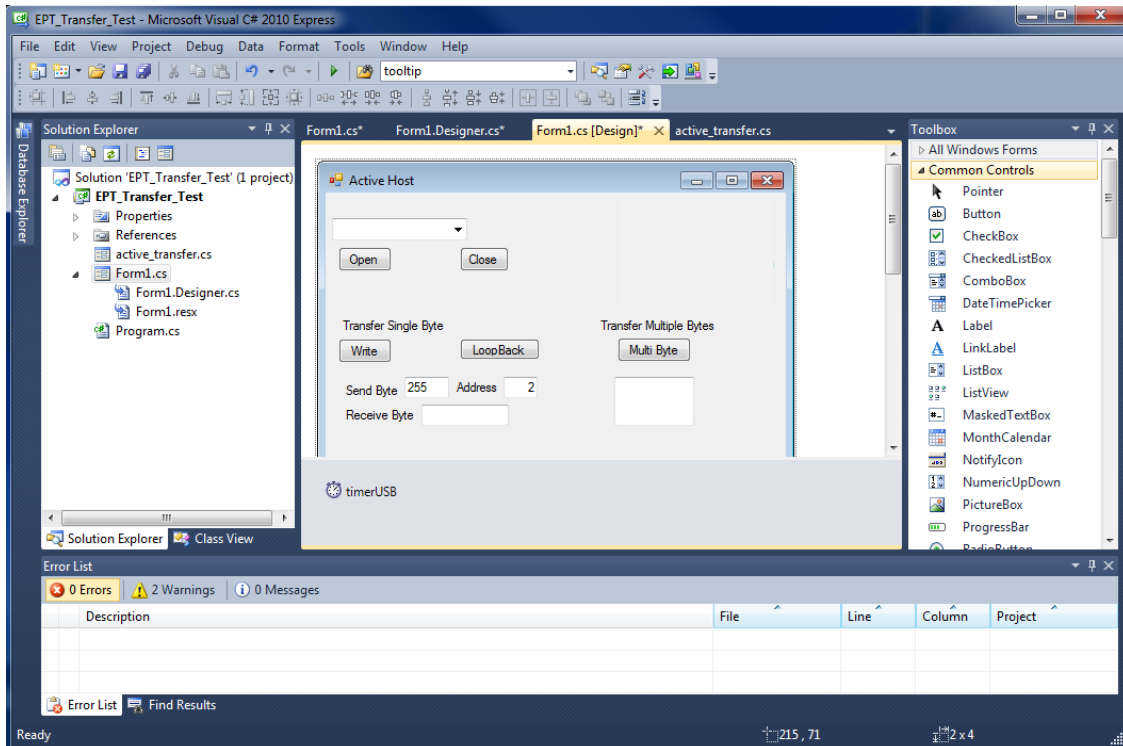 EPT_Transfer_Test - Microsoft Visual C# 2010 Express
File Edit View Project Debug Data Format Tools Window Help
tooltip
Database Explorer
Solution Explorer
Solution 'EPT_Transfer_Test' (1 project)
EPT_Transfer_Test
Properties
References
active_transfer.cs
Form1.cs
Form1.Designer.cs
Form1.resx
Program.cs
Solution Explorer Class View
Form1.cs* Form1.Designer.cs* Form1.cs [Design]* active_transfer.cs
Active Host
Open Close
Transfer Single Byte Transfer Multiple Bytes
Write LoopBack Multi Byte
Send Byte 255 Address 2
Receive Byte
timerUSB
Toolbox
All Windows Forms
Common Controls
Pointer
Button
CheckBox
CheckedListBox
ComboBox
DateTimePicker
Label
LinkLabel
ListBox
ListView
MaskedTextBox
MonthCalendar
NotifyIcon
NumericUpDown
PictureBox
ProgressBar
RadioButton
Error List
0 Errors 2 Warnings 0 Messages
Description File Line Column Project
Error List Find Results
Ready 215 , 71 2 x 4